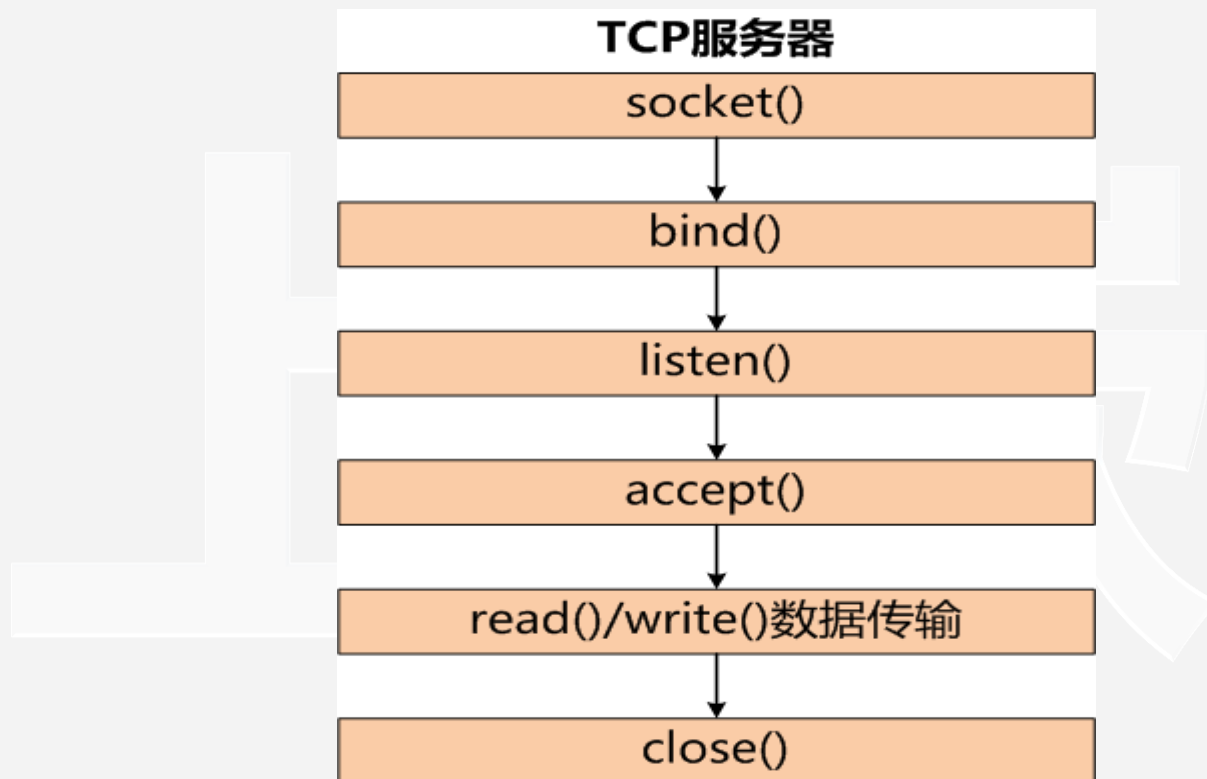 TCP服务器
socket()
bind()
listen()
accept()
read()/write()数据传输
close()